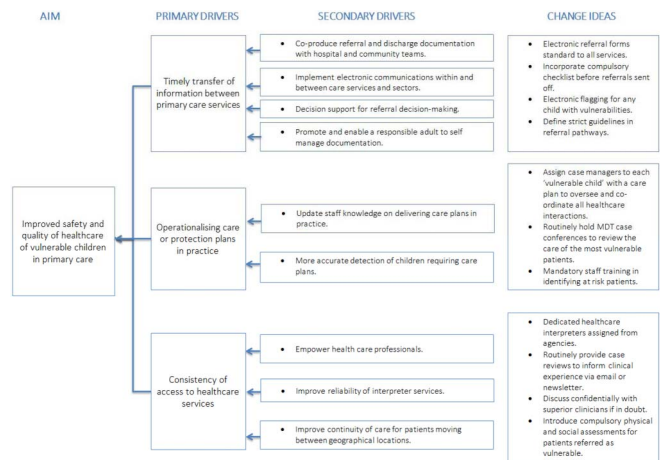 AIM
PRIMARY DRIVERS
SECONDARY DRIVERS
CHANGE IDEAS
Improved safety and
quality of healthcare
of vulnerable children
in primary care
Timely transfer of
information between
primary care services
• Co-produce referral and discharge documentation
with hospital and community teams.
• Implement electronic communications within and
between care services and sectors.
• Decision support for referral decision-making.
• Promote and enable a responsible adult to self
manage documentation.
• Electronic referral forms
standard to all services.
• Incorporate compulsory
checklist before referrals sent
off.
• Electronic flagging for any
child with vulnerabilities.
• Define strict guidelines in
referral pathways.
Operationalising care
or protection plans in
practice
• Update staff knowledge on delivering care plans in
practice.
• More accurate detection of children requiring care
plans.
• Assign case managers to each
'vulnerable child' with a care
plan to oversee and co-
ordinate all healthcare
interactions.
• Routinely hold MDT case
conferences to review the
care of the most vulnerable
patients.
• Mandatory staff training in
identifying at risk patients.
Consistency of
access to healthcare
services
• Empower health care professionals.
• Improve reliability of interpreter services.
• Improve continuity of care for patients moving
between geographical locations.
• Dedicated healthcare
interpreters assigned from
agencies.
• Routinely provide case
reviews to inform clinical
experience via email or
newsletter.
• Discuss confidentially with
superior clinicians if in doubt.
• Introduce compulsory physical
and social assessments for
patients referred as
vulnerable.